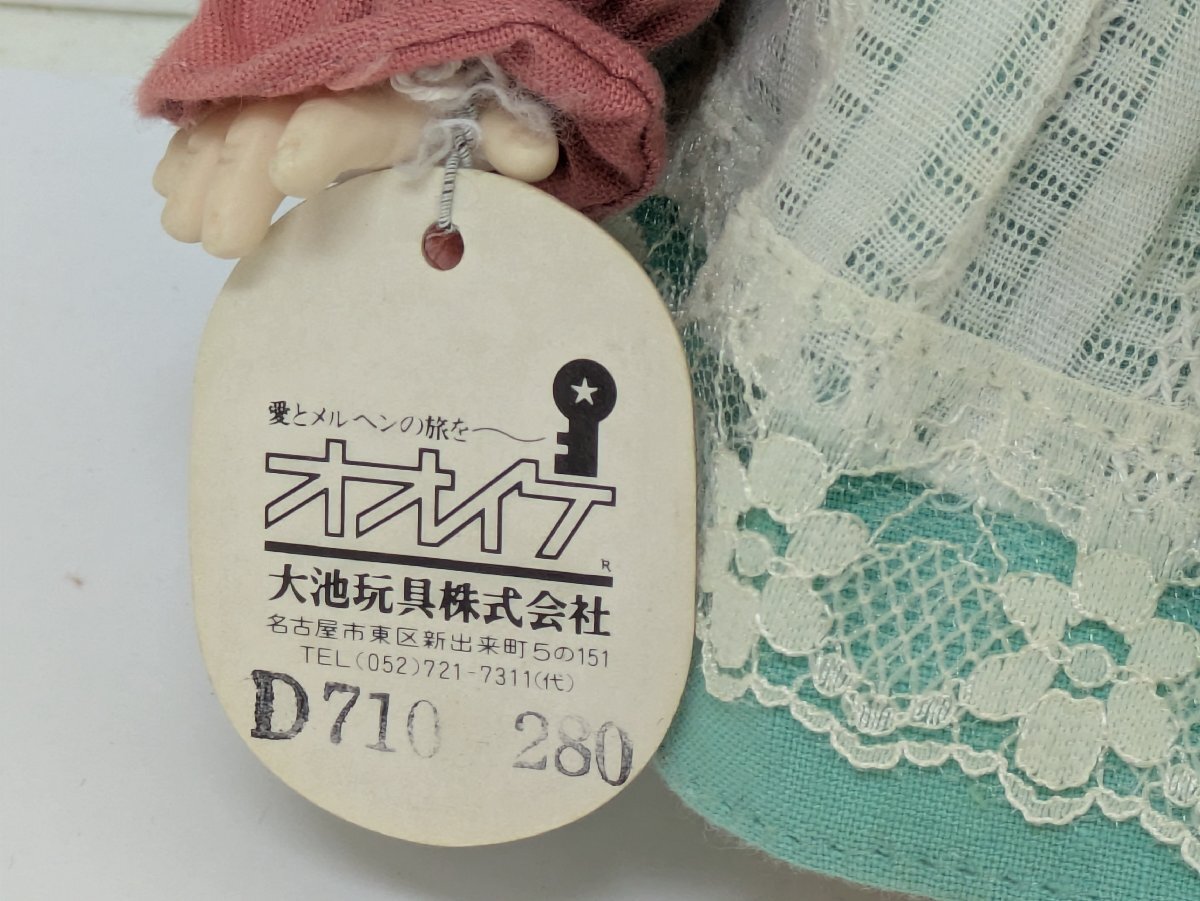 愛とメルヘンの旅を〜
オオイケ
R
大池玩具株式会社
名古屋市東区新出来町5の151
TEL(052)721-7311(代)
D710 280